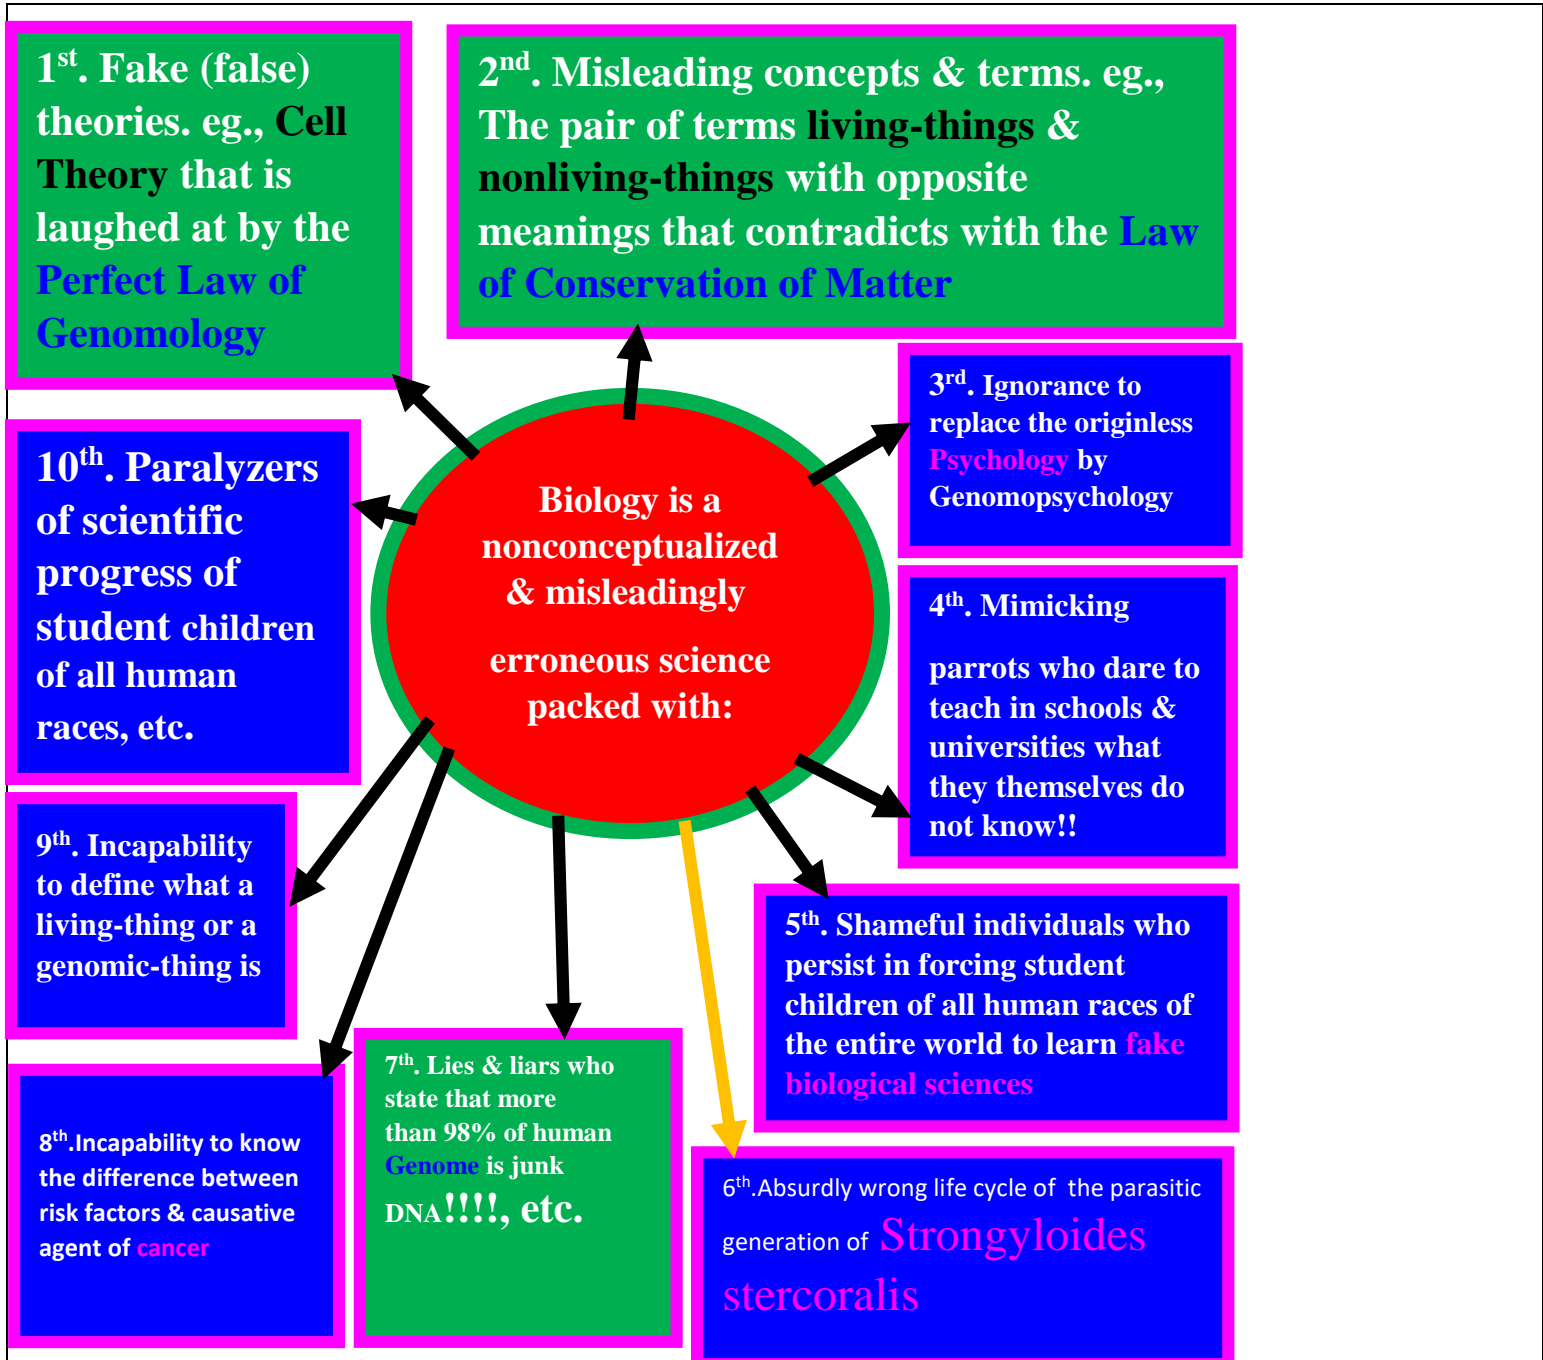 1st. Fake (false)
theories. eg., Cell
Theory that is
laughed at by the
Perfect Law of
Genomology
2nd. Misleading concepts & terms. eg.,
The pair of terms living-things &
nonliving-things with opposite
meanings that contradicts with the Law
of Conservation of Matter
3rd. Ignorance to
replace the originless
Psychology by
Genomopsychology
10th. Paralyzers
of scientific
progress of
student children
of all human
races, etc.
Biology is a
nonconceptualized
& misleadingly
erroneous science
packed with:
4th. Mimicking
parrots who dare to
teach in schools &
universities what
they themselves do
not know!!
9th. Incapability
to define what a
living-thing or a
genomic-thing is
5th. Shameful individuals who
persist in forcing student
children of all human races of
the entire world to learn fake
biological sciences
8th.Incapability to know
the difference between
risk factors & causative
agent of cancer
7th. Lies & liars who
state that more
than 98% of human
Genome is junk
DNA!!!!, etc.
6th.Absurdly wrong life cycle of the parasitic
generation of Strongyloides
stercoralis